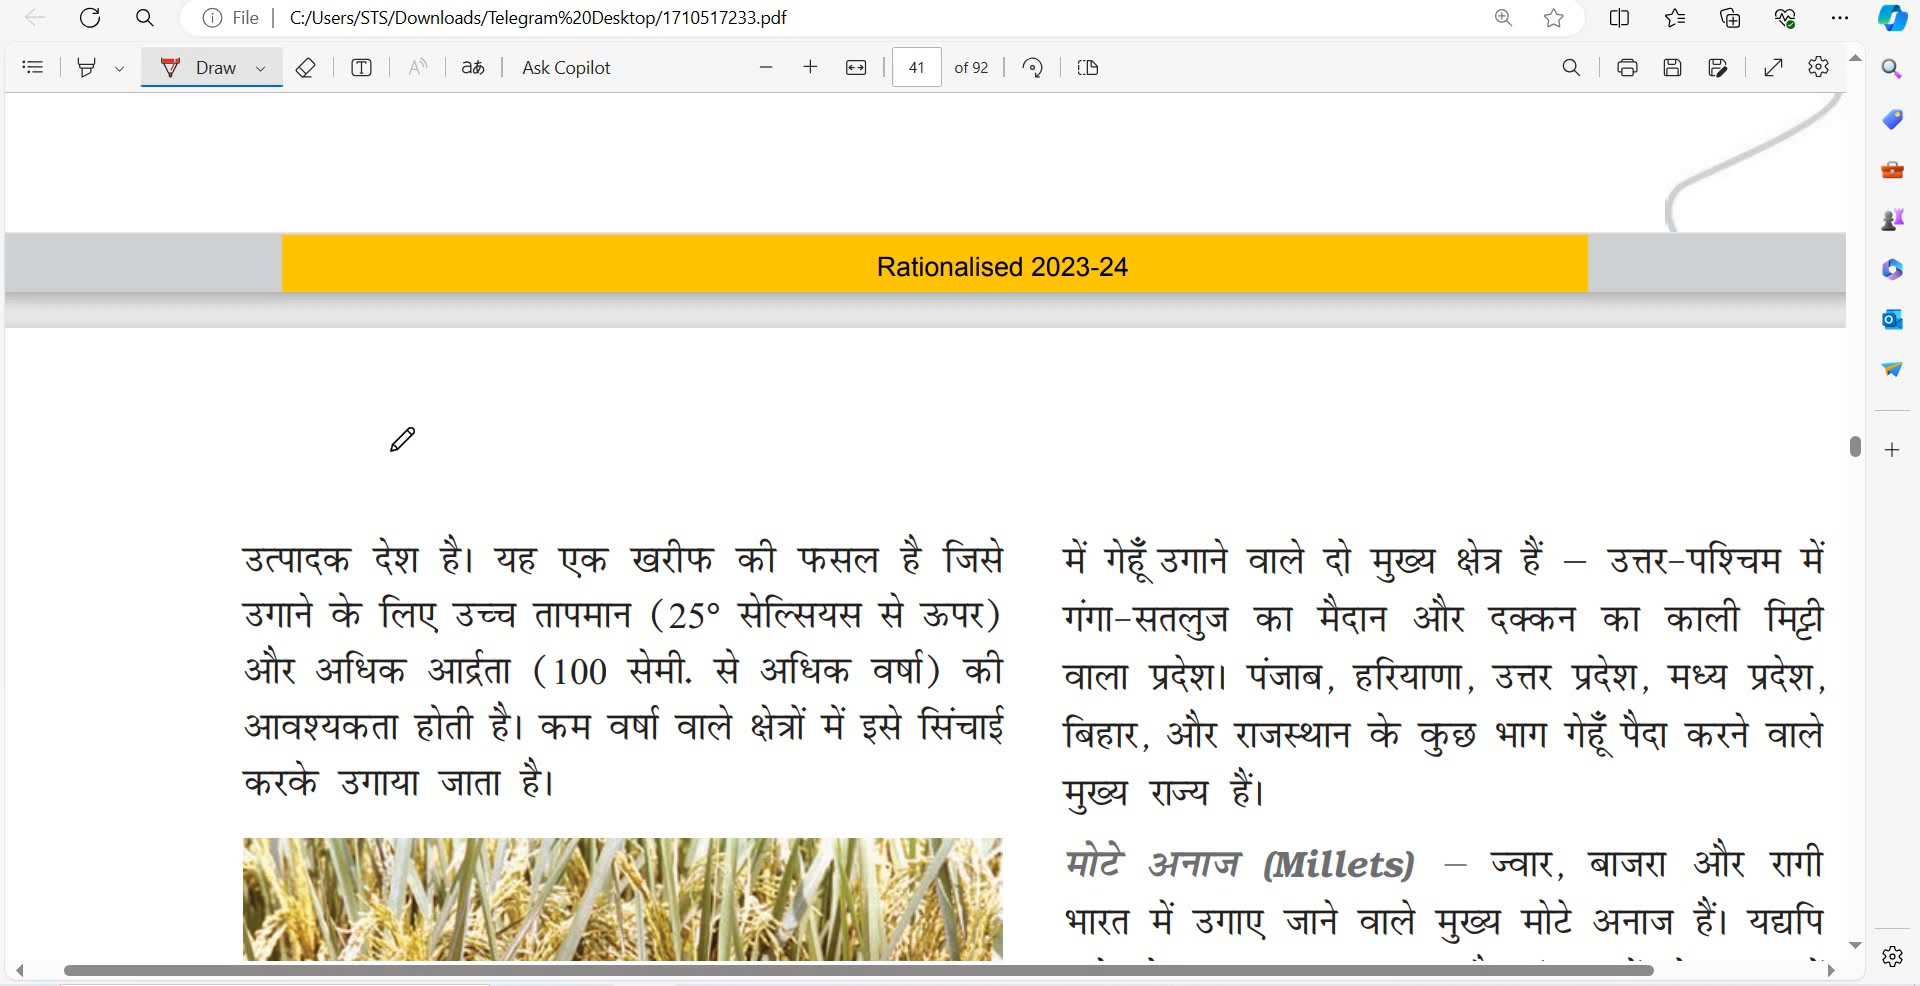 File
C:/Users/STS/Downloads/Telegram%20Desktop/1710517233.pdf
Draw
Ask Copilot
41 of 92
Rationalised 2023-24
उत्पादक देश है। यह एक खरीफ की फसल है जिसे
उगाने के लिए उच्च तापमान (25° सेल्सियस से ऊपर)
और अधिक आर्द्रता (100 सेमी. से अधिक वर्षा) की
आवश्यकता होती है। कम वर्षा वाले क्षेत्रों में इसे सिंचाई
करके उगाया जाता है।
में गेहूँ उगाने वाले दो मुख्य क्षेत्र हैं – उत्तर-पश्चिम में
गंगा-सतलुज का मैदान और दक्कन का काली मिट्टी
वाला प्रदेश। पंजाब, हरियाणा, उत्तर प्रदेश, मध्य प्रदेश,
बिहार, और राजस्थान के कुछ भाग गेहूँ पैदा करने वाले
मुख्य राज्य हैं।
मोटे अनाज (Millets) – ज्वार, बाजरा और रागी
भारत में उगाए जाने वाले मुख्य मोटे अनाज हैं। यद्यपि